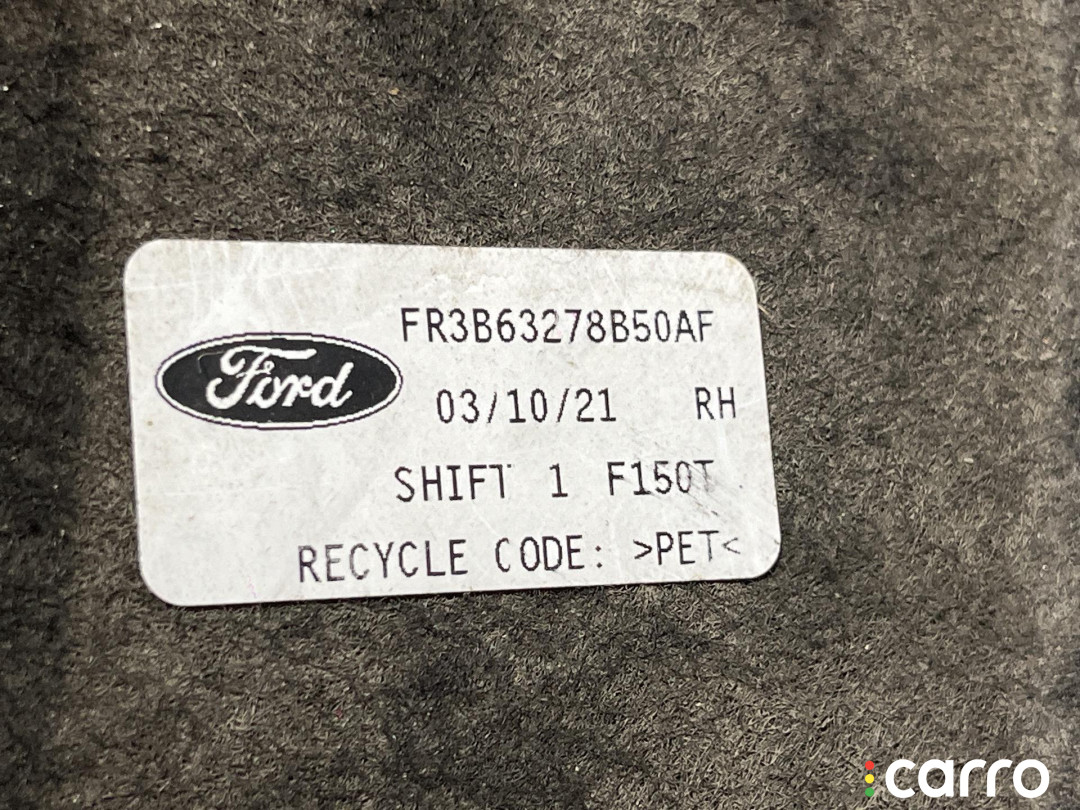 FR3B63278B50AF
Ford
03/10/21 RH
SHIFT 1 F150T
RECYCLE CODE: >PET<
carro